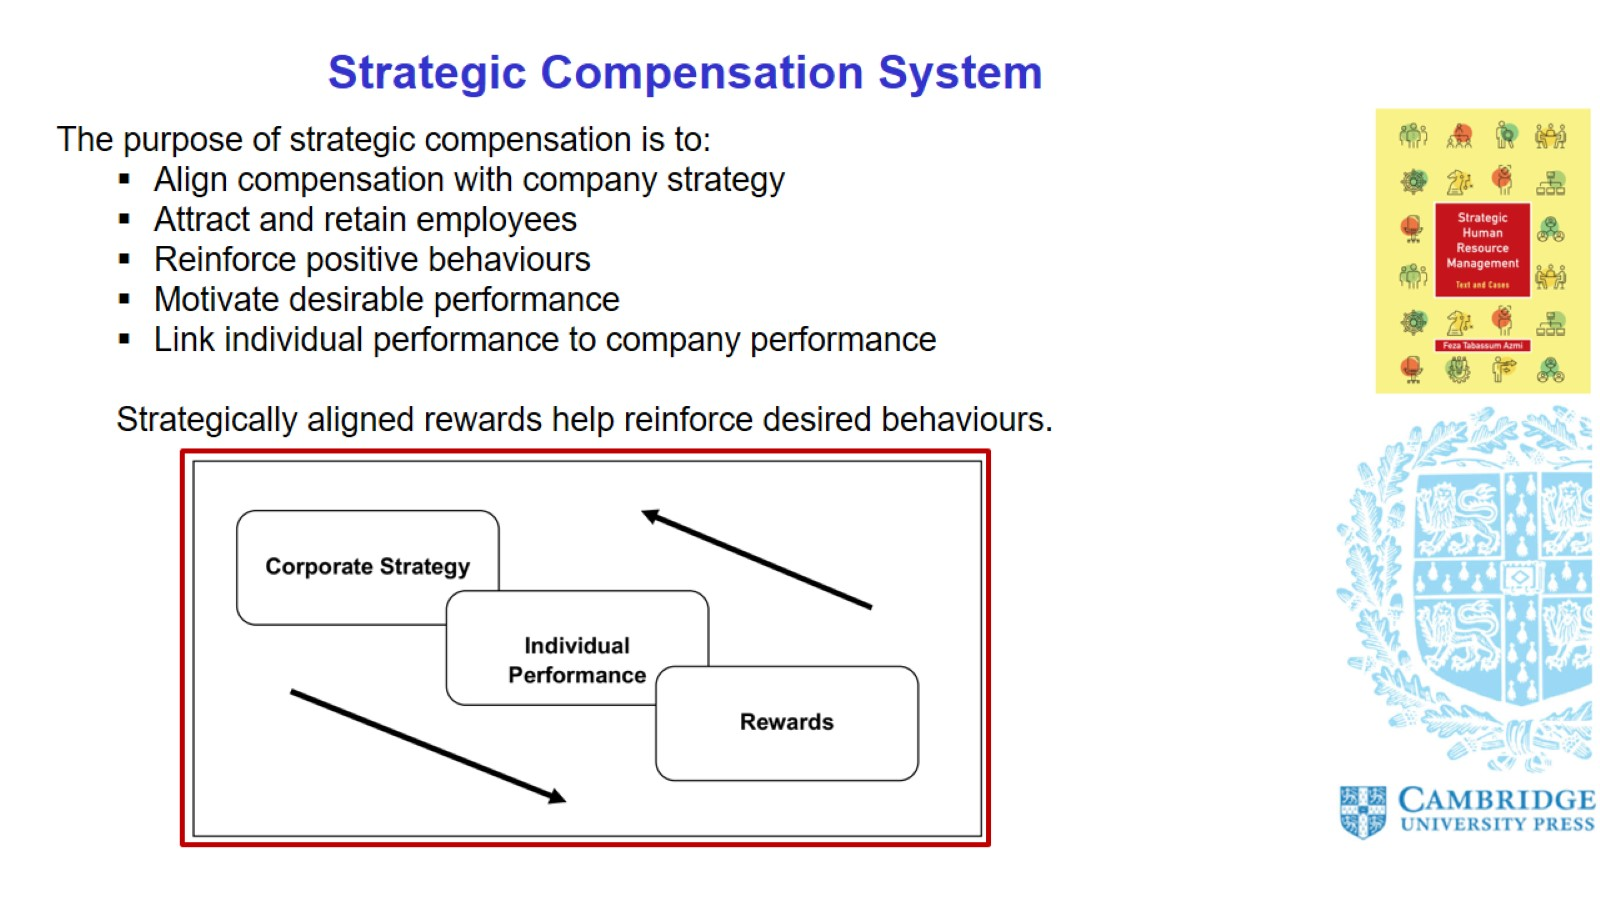 Strategic Compensation System
The purpose of strategic compensation is to:
▪ Align compensation with company strategy
▪ Attract and retain employees
▪ Reinforce positive behaviours
▪ Motivate desirable performance
▪ Link individual performance to company performance
Strategically aligned rewards help reinforce desired behaviours.
Corporate Strategy
Individual
Performance
Rewards
Strategic
Human
Resource
Management
Text and Cases
Feza Tabassum Azmi
CAMBRIDGE
UNIVERSITY PRESS